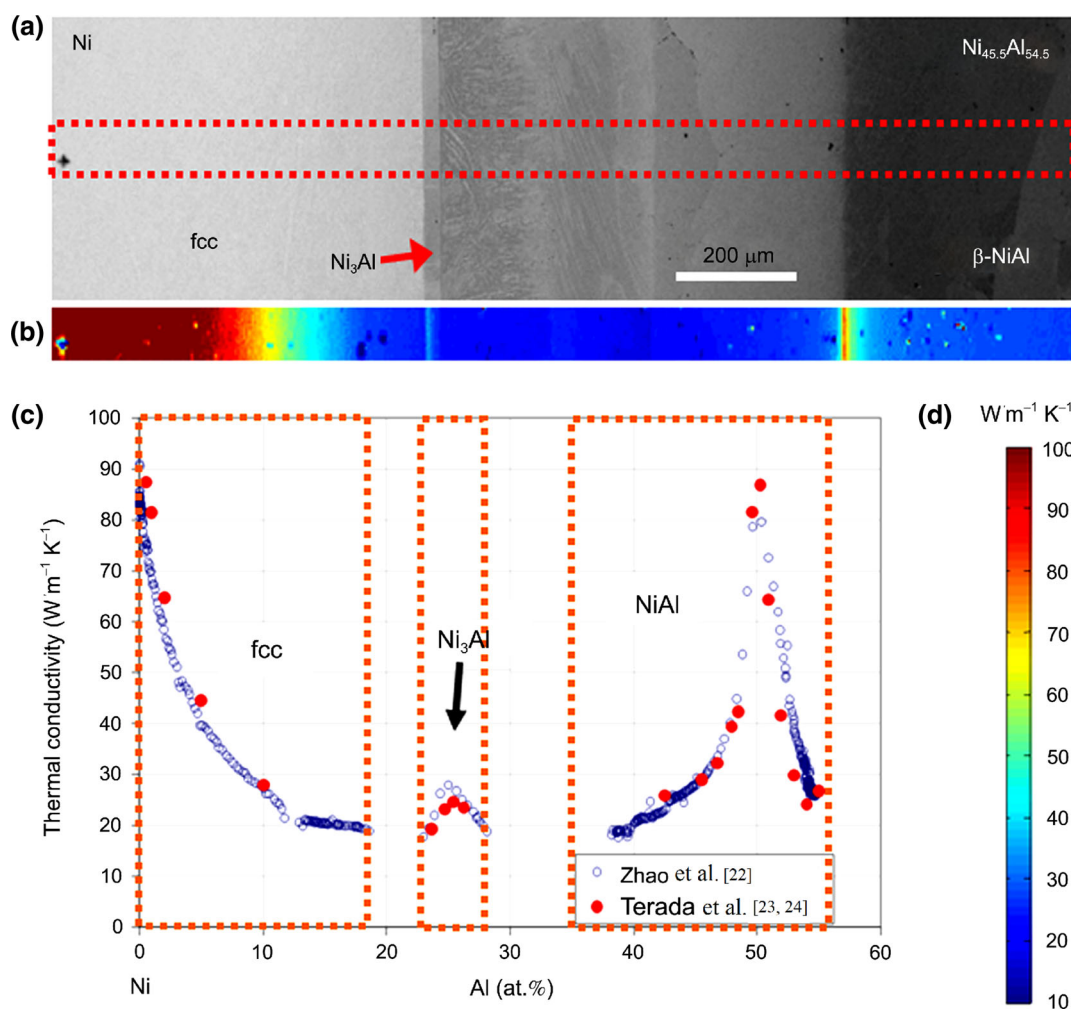 (a)
Ni
Ni45.5Al54.5
fcc
Ni3Al
200 μm
β-NiAl
(b)
(c)
(d)
W·m−1 K−1
Thermal conductivity (W·m−1 K−1)
100
90
80
70
60
50
40
30
20
10
0
fcc
Ni3Al
NiAl
Zhao et al. [22]
Terada et al. [23, 24]
0
10
20
30
40
50
60
Ni
Al (at.%)
100
90
80
70
60
50
40
30
20
10